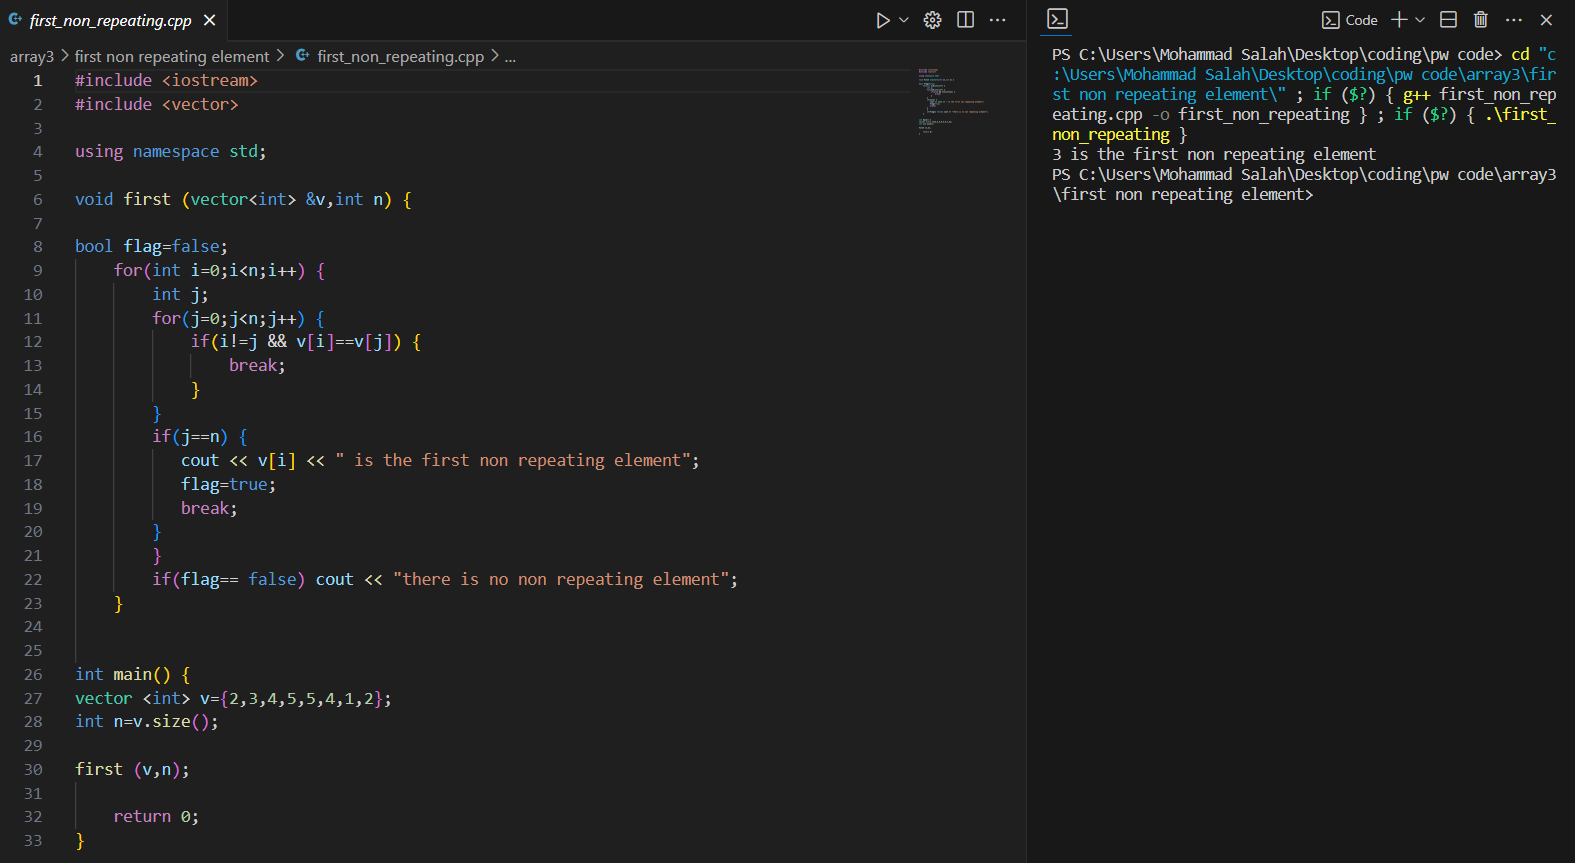 first_non_repeating.cpp
array3 > first non repeating element > first_non_repeating.cpp > ...
1 #include <iostream>
2 #include <vector>
3
4 using namespace std;
5
6 void first (vector<int> &v,int n) {
7
8 bool flag=false;
9     for(int i=0;i<n;i++) {
10         int j;
11         for(j=0;j<n;j++) {
12             if(i!=j && v[i]==v[j]) {
13                 break;
14             }
15         }
16         if(j==n) {
17            cout << v[i] << " is the first non repeating element";
18            flag=true;
19            break;
20         }
21         }
22         if(flag== false) cout << "there is no non repeating element";
23     }
24
25
26 int main() {
27 vector <int> v={2,3,4,5,5,4,1,2};
28 int n=v.size();
29
30 first (v,n);
31
32     return 0;
33 }
Code
PS C:\Users\Mohammad Salah\Desktop\coding\pw code> cd "c
:\Users\Mohammad Salah\Desktop\coding\pw code\array3\fir
st non repeating element\" ; if ($?) { g++ first_non_rep
eating.cpp -o first_non_repeating } ; if ($?) { .\first_
non_repeating }
3 is the first non repeating element
PS C:\Users\Mohammad Salah\Desktop\coding\pw code\array3
\first non repeating element>